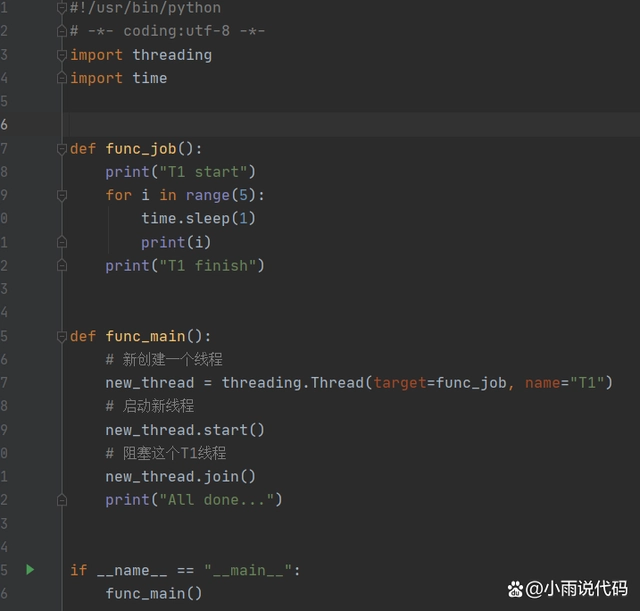 1 #!/usr/bin/python
2 # -*- coding:utf-8 -*-
3 import threading
4 import time
5
6
7 def func_job():
8     print("T1 start")
9     for i in range(5):
0         time.sleep(1)
1         print(i)
2     print("T1 finish")
3
4
5 def func_main():
6     # 新创建一个线程
7     new_thread = threading.Thread(target=func_job, name="T1")
8     # 启动新线程
9     new_thread.start()
0     # 阻塞这个T1线程
1     new_thread.join()
2     print("All done...")
3
4
5 if __name__ == "__main__":
6     func_main()
du @小雨说代码